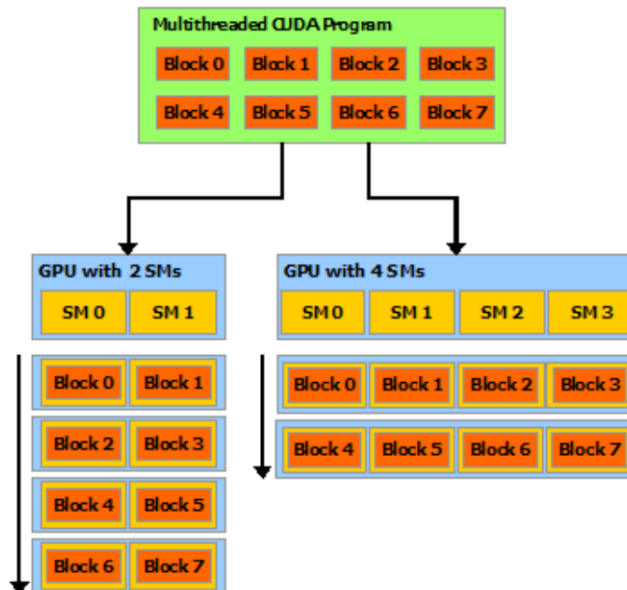 Multithreaded CUDA Program
Block 0 Block 1 Block 2 Block 3
Block 4 Block 5 Block 6 Block 7
GPU with 2 SMs
SM 0 SM 1
Block 0 Block 1
Block 2 Block 3
Block 4 Block 5
Block 6 Block 7
GPU with 4 SMs
SM 0 SM 1 SM 2 SM 3
Block 0 Block 1 Block 2 Block 3
Block 4 Block 5 Block 6 Block 7